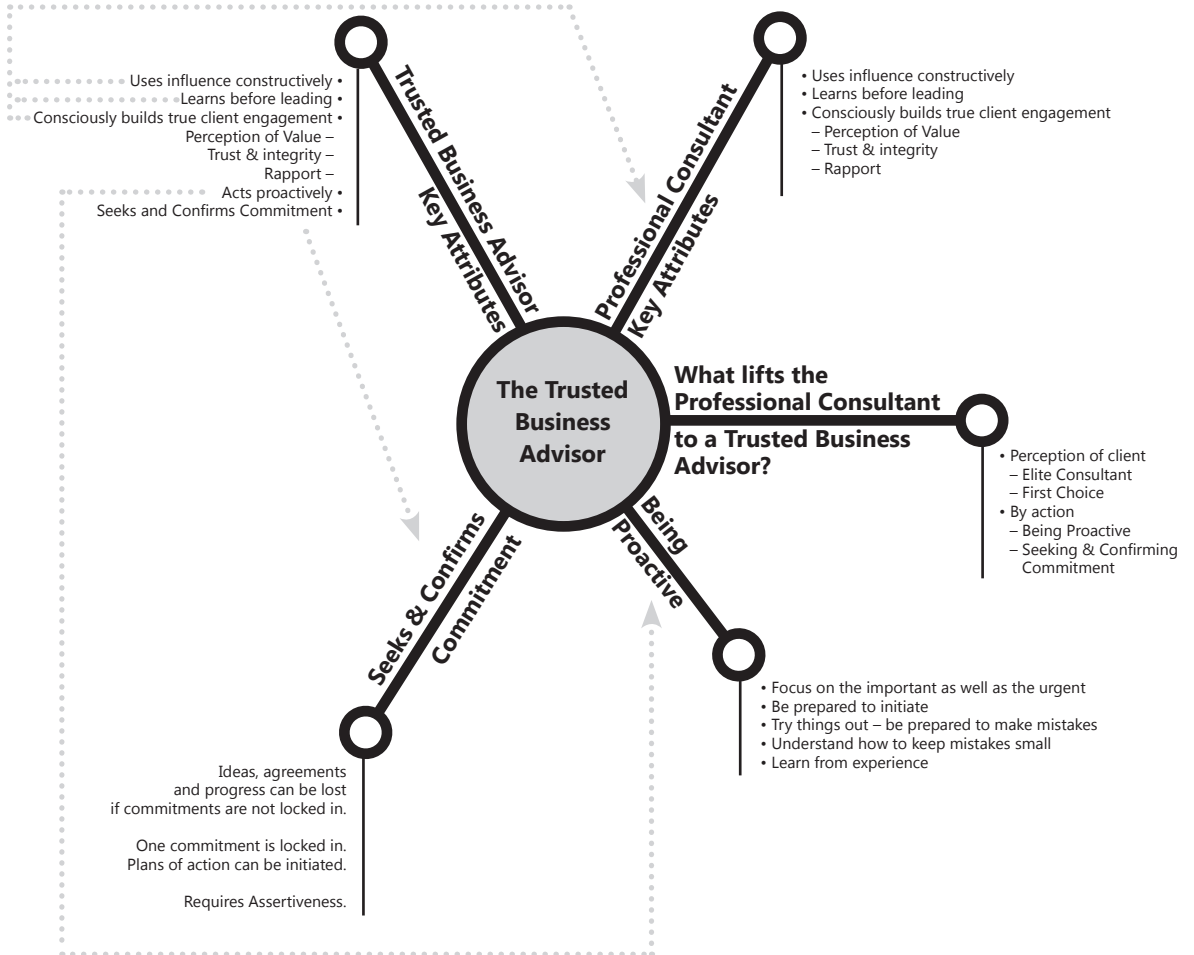 Trusted Business Advisor
Key Attributes
Uses influence constructively •
Learns before leading •
Consciously builds true client engagement •
Perception of Value –
Trust & integrity –
Rapport –
Acts proactively •
Seeks and Confirms Commitment •
Professional Consultant
Key Attributes
• Uses influence constructively
• Learns before leading
• Consciously builds true client engagement
– Perception of Value
– Trust & integrity
– Rapport
The Trusted
Business
Advisor
What lifts the
Professional Consultant
to a Trusted Business
Advisor?
• Perception of client
– Elite Consultant
– First Choice
• By action
– Being Proactive
– Seeking & Confirming
Commitment
Being
Proactive
• Focus on the important as well as the urgent
• Be prepared to initiate
• Try things out – be prepared to make mistakes
• Understand how to keep mistakes small
• Learn from experience
Seeks & Confirms
Commitment
Ideas, agreements
and progress can be lost
if commitments are not locked in.
One commitment is locked in.
Plans of action can be initiated.
Requires Assertiveness.